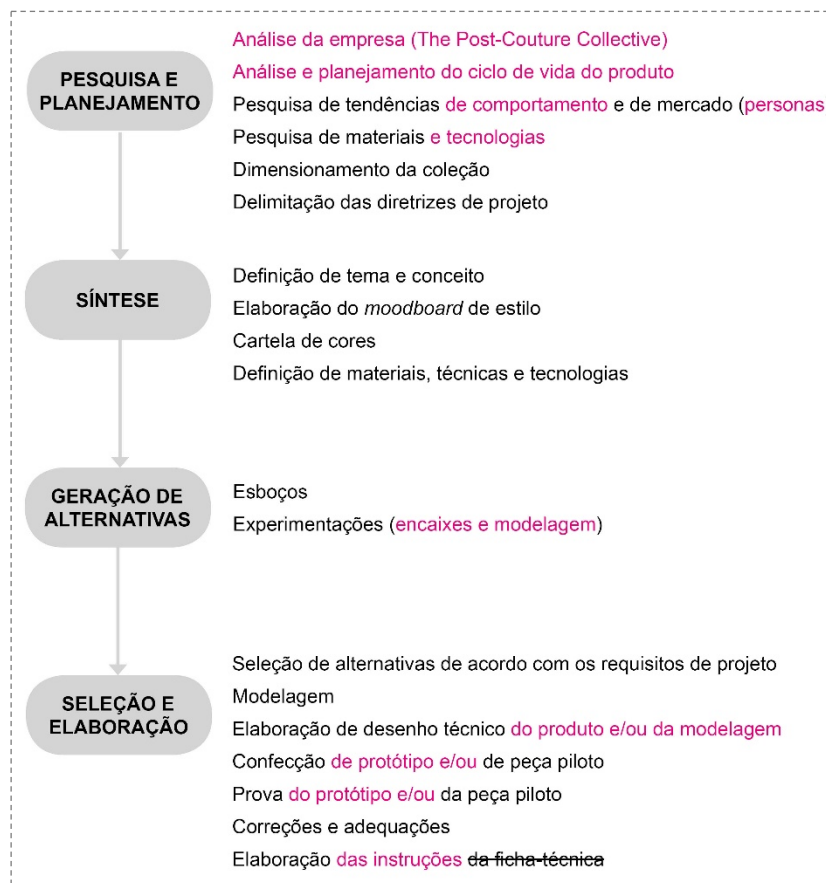 PESQUISA E
PLANEJAMENTO
Análise da empresa (The Post-Couture Collective)
Análise e planejamento do ciclo de vida do produto
Pesquisa de tendências de comportamento e de mercado (personas
Pesquisa de materiais e tecnologias
Dimensionamento da coleção
Delimitação das diretrizes de projeto
SÍNTESE
Definição de tema e conceito
Elaboração do moodboard de estilo
Cartela de cores
Definição de materiais, técnicas e tecnologias
GERAÇÃO DE
ALTERNATIVAS
Esboços
Experimentações (encaixes e modelagem)
SELEÇÃO E
ELABORAÇÃO
Seleção de alternativas de acordo com os requisitos de projeto
Modelagem
Elaboração de desenho técnico do produto e/ou da modelagem
Confecção de protótipo e/ou de peça piloto
Prova do protótipo e/ou da peça piloto
Correções e adequações
Elaboração das instruções da ficha-técnica